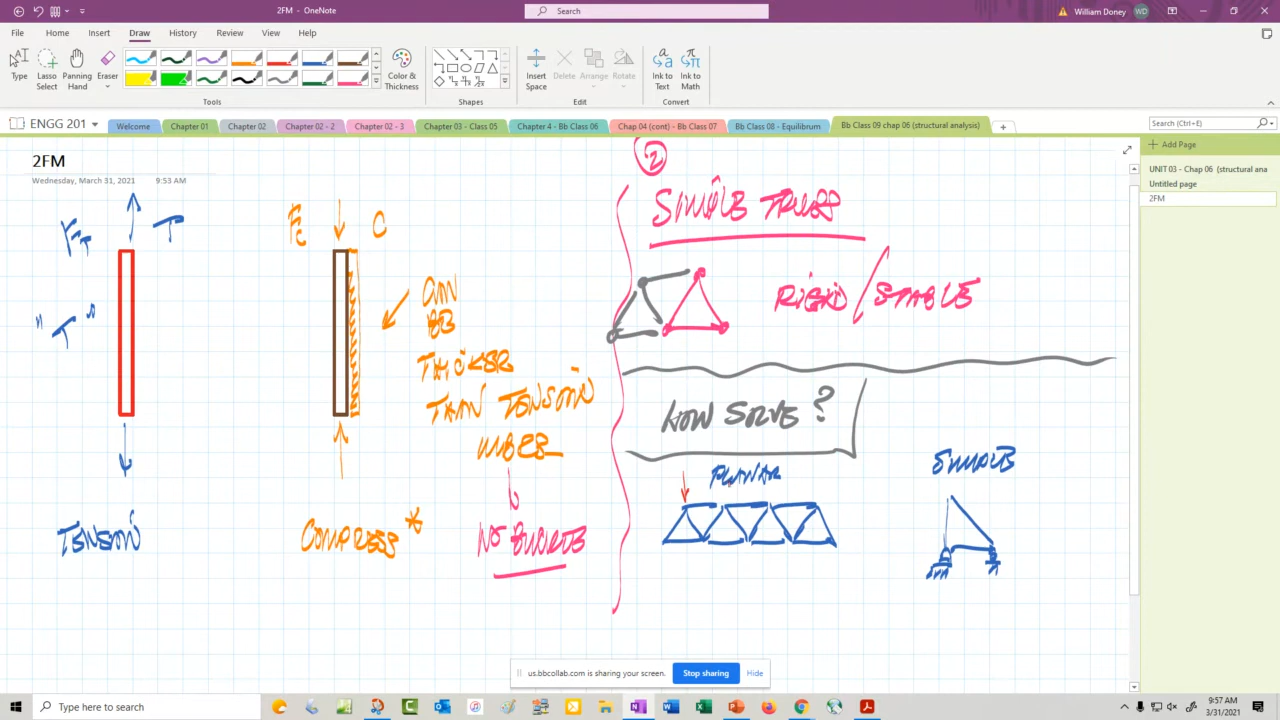 2FM - OneNote
Search
William Doney
WD
File
Home
Insert
Draw
History
Review
View
Help
Type
Lasso Select
Panning Hand
Eraser
Color & Thickness
Insert Space
Delete
Arrange
Rotate
Ink to Text
Ink to Math
Tools
Shapes
Edit
Convert
ENGG 201
Welcome
Chapter 01
Chapter 02
Chapter 02 - 2
Chapter 02 - 3
Chapter 03 - Class 05
Chapter 4 - Bb Class 06
Chap 04 (cont) - Bb Class 07
Bb Class 08 - Equilibrum
Bb Class 09 chap 06 (structural analysis)
Search (Ctrl+E)
Add Page
UNIT 03 - Chap 06 (structural ana
Untitled page
2FM
2FM
Wednesday, March 31, 2021
9:53 AM
FT
T
"T"
TENSION
Fc
C
CAN
BE
THICKER
THAN TENSION
COMPRESS*
NO BUCKLE
2
SIMPLE TRUSS
RIGID/STABLE
HOW SOLVE?
PLANAR
SIMPLE
us.bbcollab.com is sharing your screen.
Stop sharing
Hide
Type here to search
9:57 AM
3/31/2021